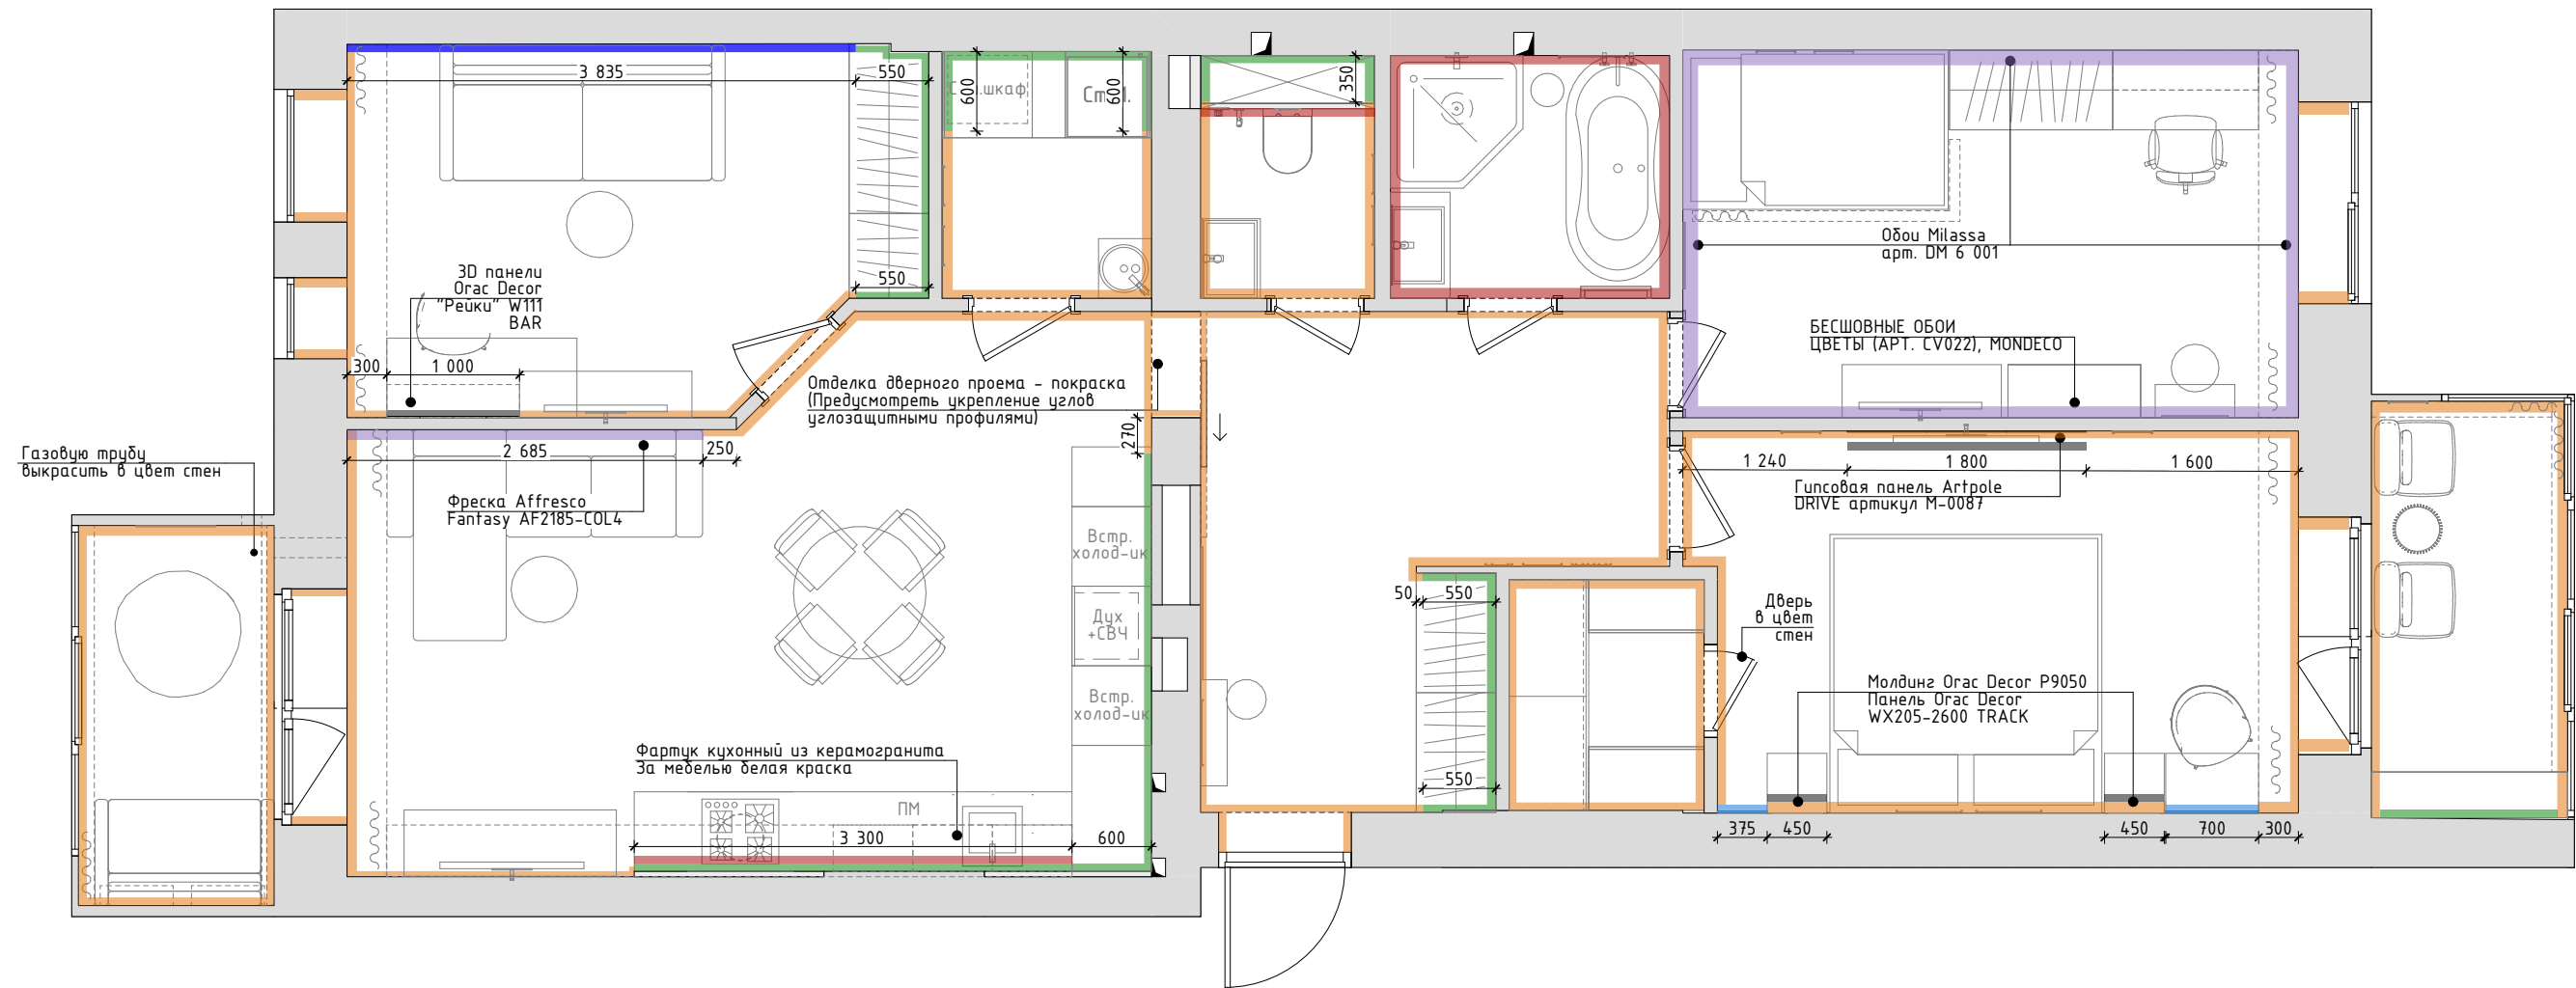 3 835
550
600
600
Ст.М.
350
Обои Milassa
арт. DM 6 001
3D панели
Orac Decor
"Рейки" W111
BAR
550
300
1 000
БЕСШОВНЫЕ ОБОИ
ЦВЕТЫ (АРТ. CV022), MONDECO
Отделка дверного проема - покраска
(Предусмотреть укрепление углов
углозащитными профилями)
270
Газовую трубу
выкрасить в цвет стен
2 685
250
Фреска Affresco
Fantasy AF2185-COL4
1 240
1 800
1 600
Гипсовая панель Artpole
DRIVE артикул M-0087
Встр.
холод-ик
Дух
+СВЧ
Встр.
холод-ик
50
550
Дверь
в цвет
стен
Молдинг Orac Decor P9050
Панель Orac Decor
WX205-2600 TRACK
Фартук кухонный из керамогранита
За мебелью белая краска
ПМ
3 300
600
550
375
450
450
700
300